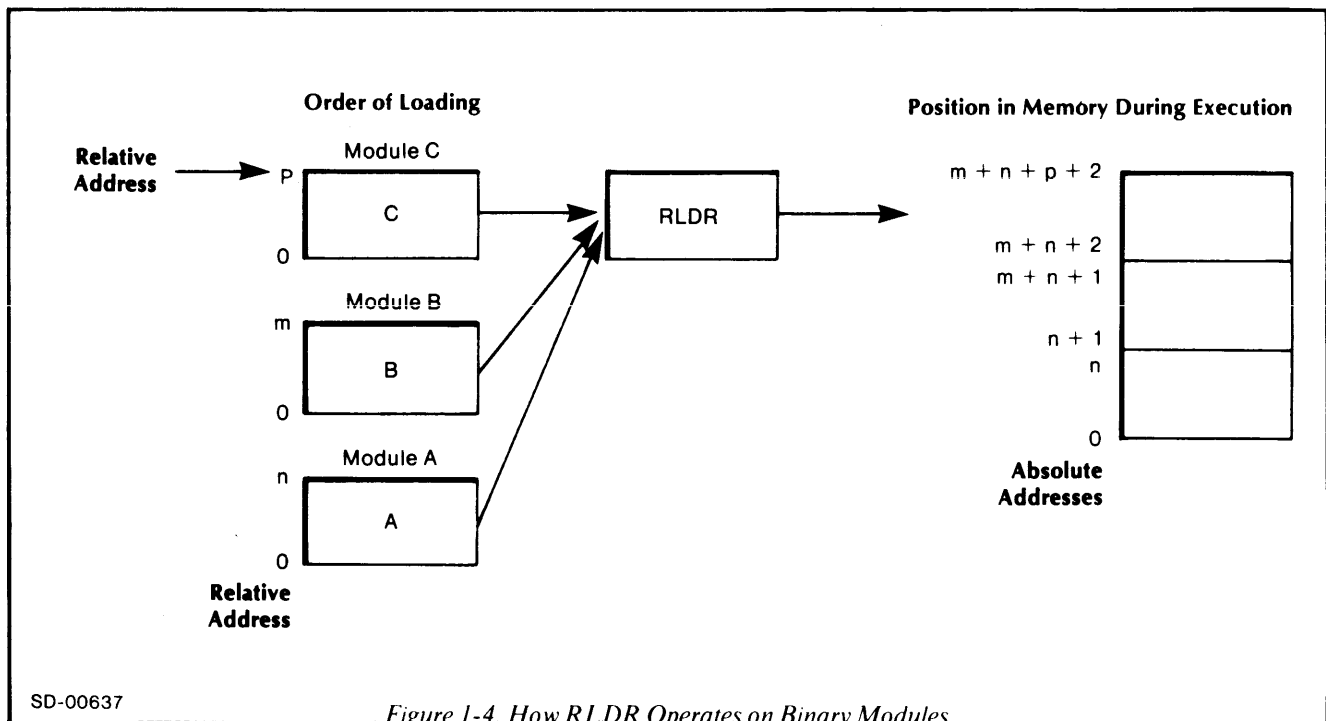 Order of Loading
Position in Memory During Execution
Relative
Address
Module C
P
C
0
RLDR
Module B
m
B
0
Module A
n
A
0
Relative
Address
m + n + p + 2
m + n + 2
m + n + 1
n + 1
n
0
Absolute
Addresses
SD-00637
Figure 1-4. How RLDR Operates on Binary Modules